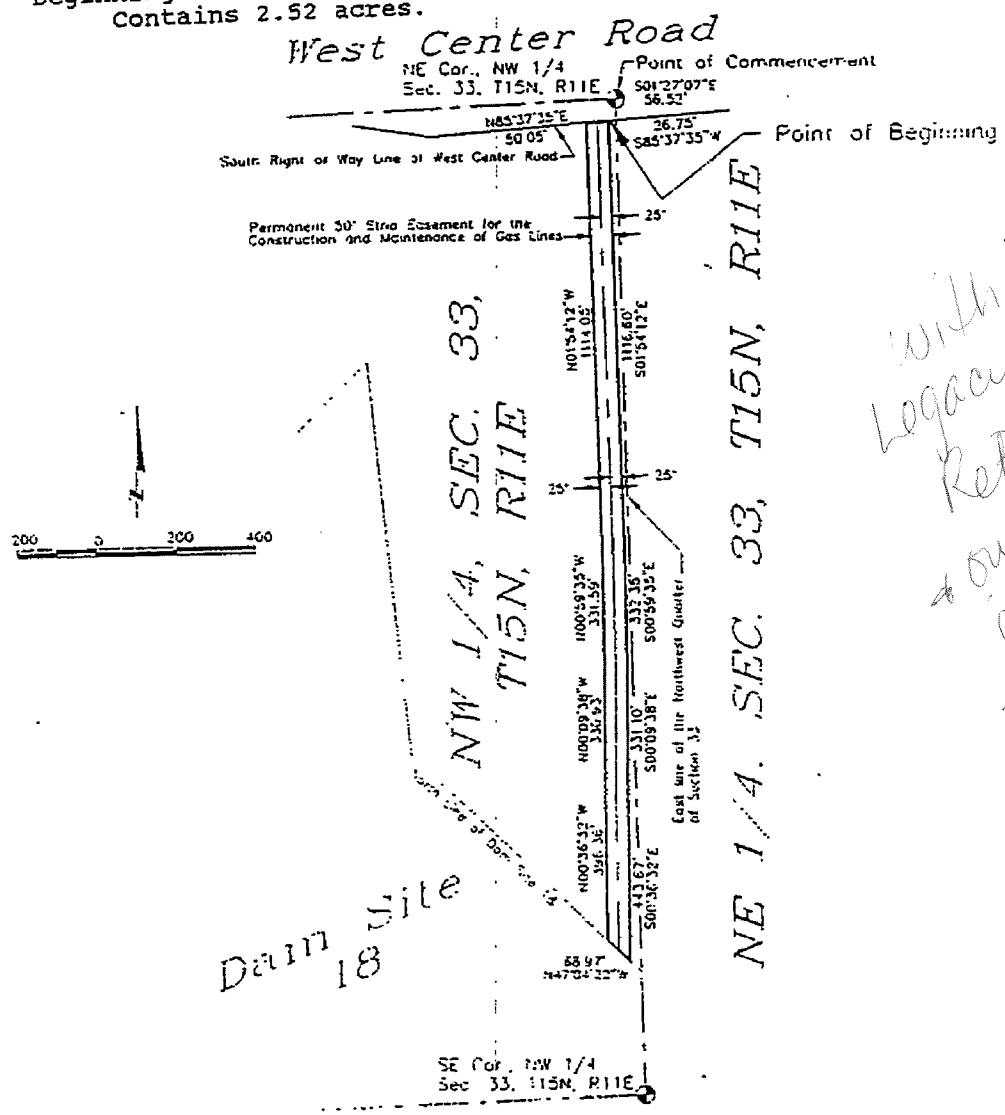 Contains 2.52 acres.
West Center Road
NE Cor., NW 1/4
Sec. 33, T15N, R11E
Point of Commencement
S01°27'07"E
56.52'
N85°37'35"E
50.05'
26.75'
S85°37'35"W
Point of Beginning
South Right of Way Line of West Center Road
25'
Permanent 50' Strip Easement for the
Construction and Maintenance of Gas Lines
N01°54'12"W
1114.05'
1116.60'
S01°54'12"E
NW 1/4, SEC. 33,
T15N, R11E
NE 1/4. SEC. 33, T15N, R11E
with
25'
25'
200 0 200 400
N00°59'35"W
331.59'
332.36'
S00°59'35"E
East line of the Northwest Quarter
of Section 33
N00°09'38"W
330.93'
331.10'
S00°09'38"E
N00°36'32"W
396.36'
443.67'
S00°36'32"E
Dam Site
18
68.97'
N47°04'22"W
SE Cor., NW 1/4
Sec 33, T15N, R11E